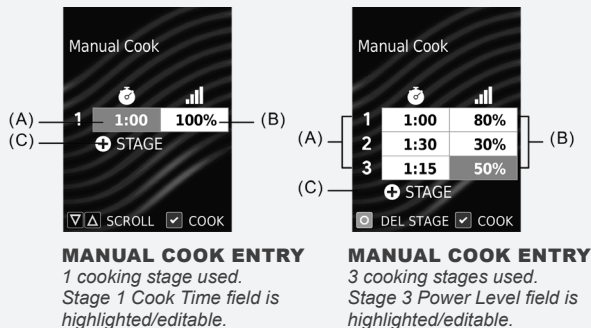 Manual Cook
1 1:00 100%
+ STAGE
(A)
(B)
(C)
▽ △ SCROLL ✓ COOK
MANUAL COOK ENTRY
1 cooking stage used.
Stage 1 Cook Time field is
highlighted/editable.
Manual Cook
1 1:00 80%
2 1:30 30%
3 1:15 50%
+ STAGE
(A)
(B)
(C)
DEL STAGE ✓ COOK
MANUAL COOK ENTRY
3 cooking stages used.
Stage 3 Power Level field is
highlighted/editable.